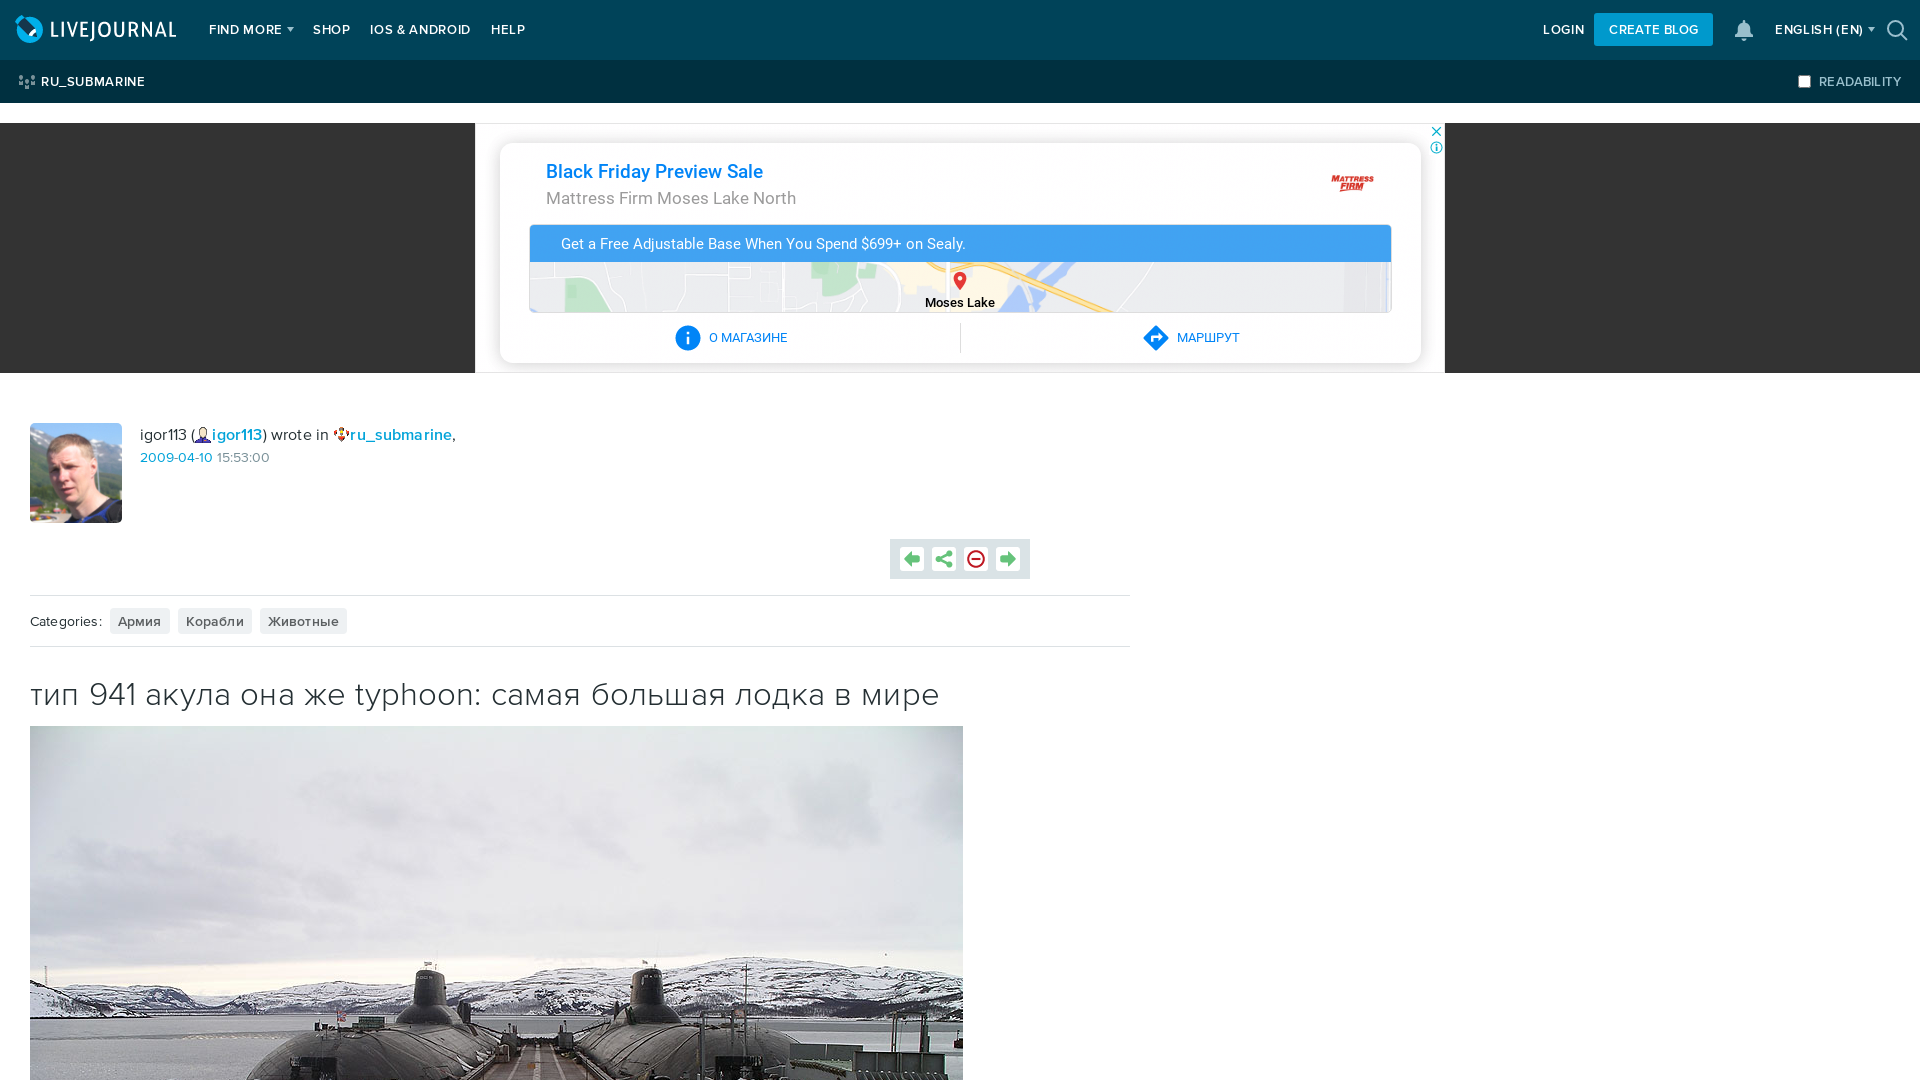 LIVEJOURNAL
FIND MORE
SHOP
IOS & ANDROID
HELP
LOGIN
CREATE BLOG
ENGLISH (EN)
RU_SUBMARINE
READABILITY
Black Friday Preview Sale
Mattress Firm Moses Lake North
MATTRESS FIRM
Get a Free Adjustable Base When You Spend $699+ on Sealy.
Moses Lake
О МАГАЗИНЕ
МАРШРУТ
igor113 (igor113) wrote in ru_submarine,
2009-04-10 15:53:00
Categories: Армия Корабли Животные
тип 941 акула она же typhoon: самая большая лодка в мире